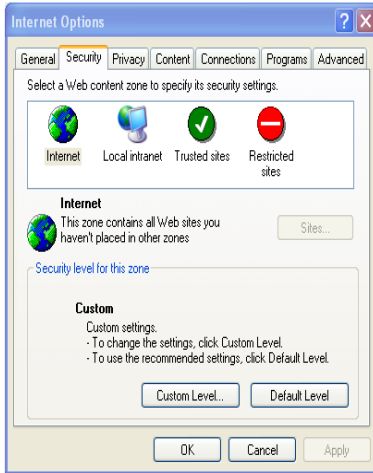 Internet Options
General Security Privacy Content Connections Programs Advanced
Select a Web content zone to specify its security settings.
Internet Local intranet Trusted sites Restricted
sites
Internet
This zone contains all Web sites you
haven't placed in other zones
Sites...
Security level for this zone
Custom
Custom settings.
- To change the settings, click Custom Level.
- To use the recommended settings, click Default Level.
Custom Level... Default Level
OK Cancel Apply